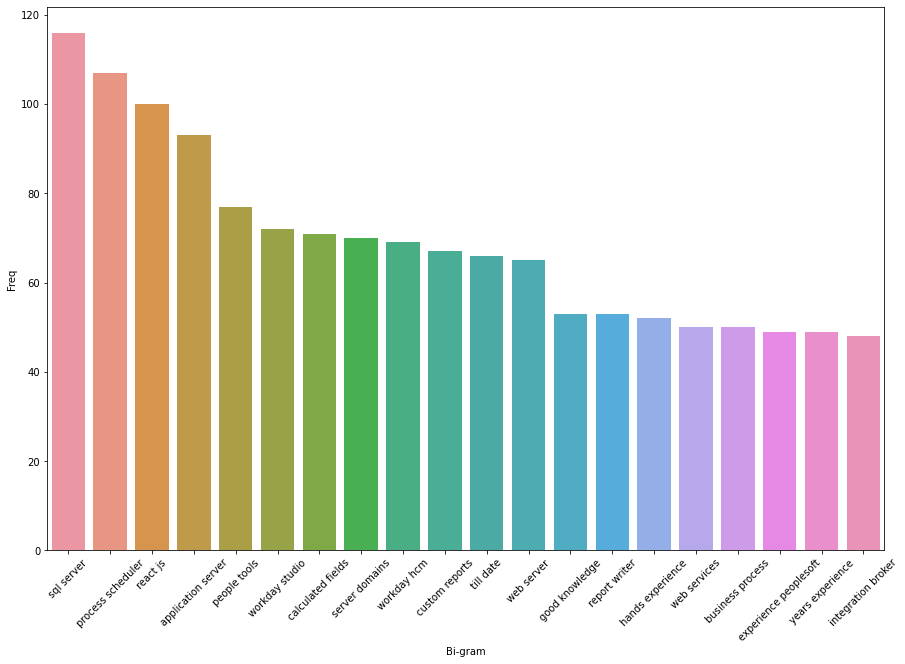 120
100
80
60
40
20
0
Freq
sql server
process scheduler
react js
application server
people tools
workday studio
calculated fields
server domains
workday hcm
custom reports
till date
web server
good knowledge
report writer
hands experience
web services
business process
experience peoplesoft
years experience
integration broker
Bi-gram